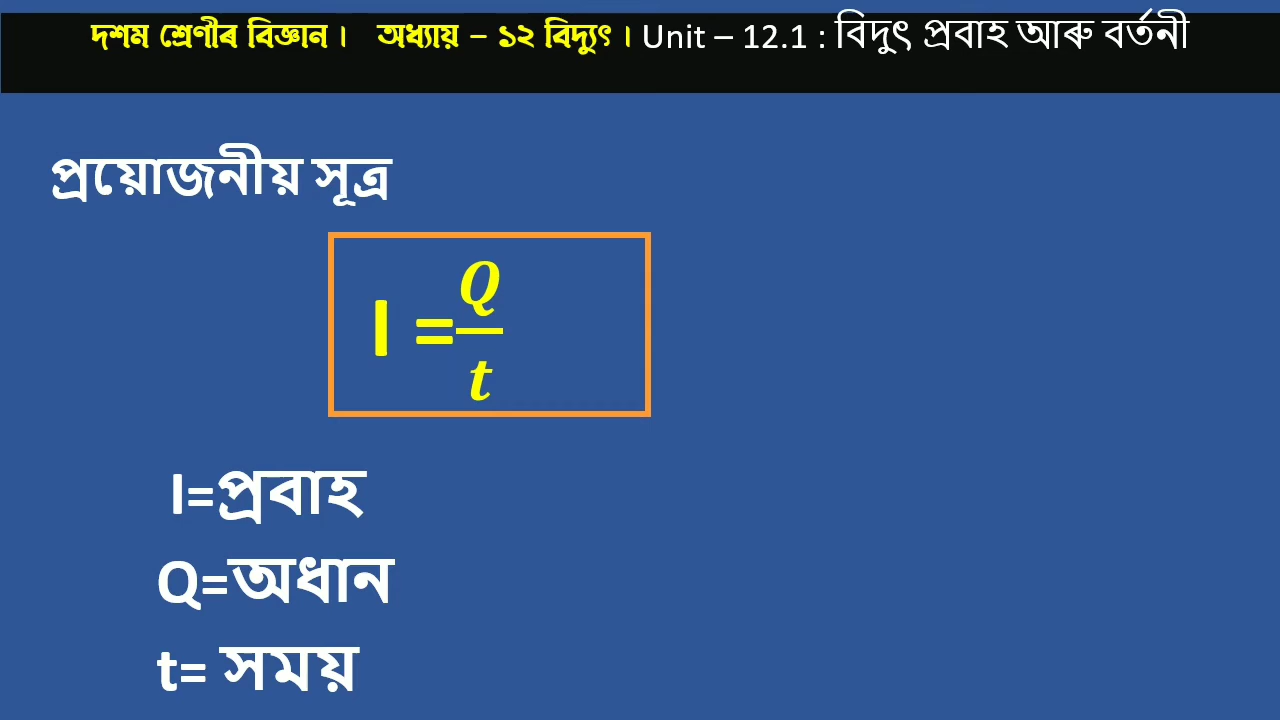 দশম শ্ৰেণীৰ বিজ্ঞান । অধ্যায় – ১২ বিদ্যুৎ । Unit – 12.1 : বিদুৎ প্ৰবাহ আৰু বৰ্তনী
প্ৰয়োজনীয় সূত্ৰ
I = Q/t
I=প্ৰবাহ
Q=অধান
t= সময়